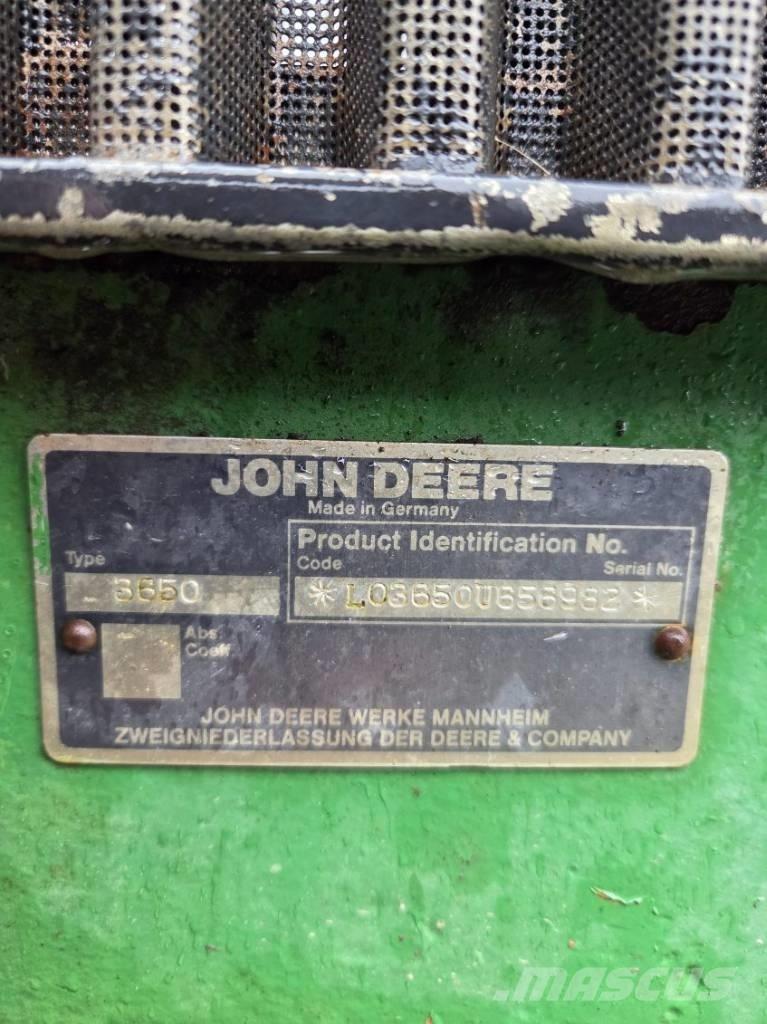 JOHN DEERE
Made in Germany
Product Identification No.
Type
Code
Serial No.
3650
*L03650U656982*
Abs.
Coeff.
JOHN DEERE WERKE MANNHEIM
ZWEIGNIEDERLASSUNG DER DEERE & COMPANY
MASCUS